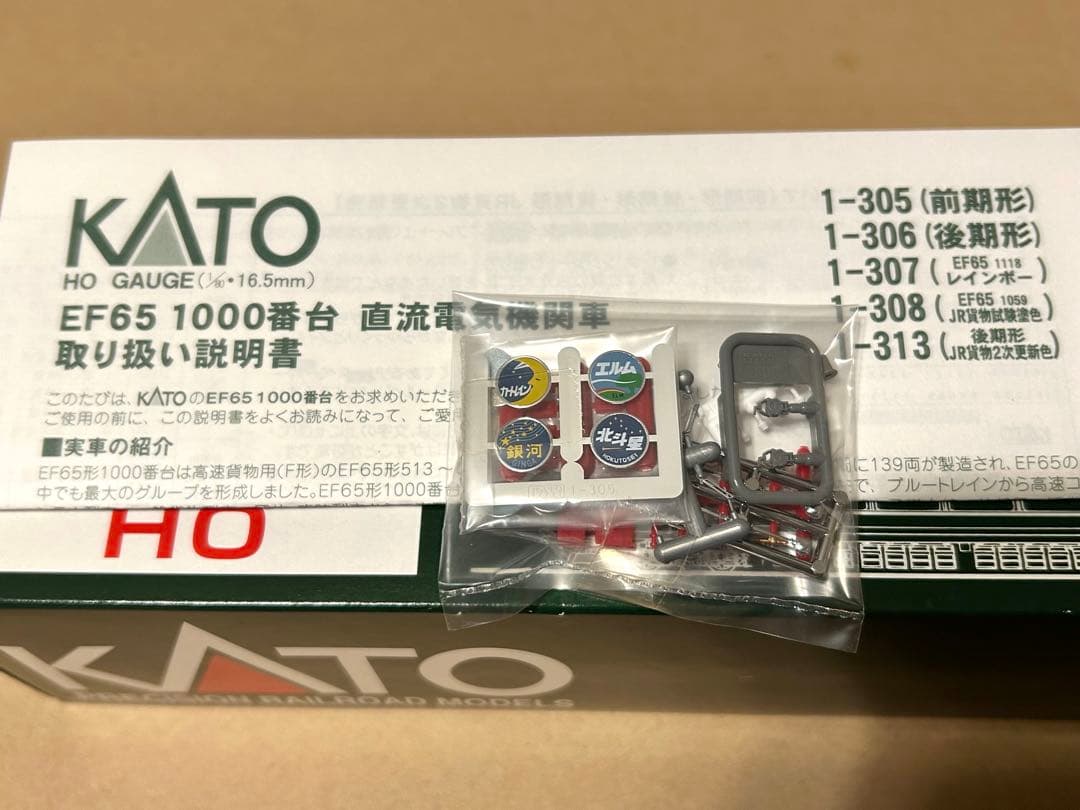 KATO
HO GAUGE(1/80・16.5mm)
EF65 1000番台 直流電気機関車
取り扱い説明書
1-305(前期形)
1-306(後期形)
1-307(EF65 1118 レインボー)
1-308(EF65 1059 JR貨物試験塗色)
1-313(後期形 JR貨物2次更新色)
このたびは、KATOのEF65 1000番台をお求めいただき
ご使用の前に、この説明書をよくお読みになって、ご愛用
■実車の紹介
EF65形1000番台は高速貨物用(F形)のEF65形513～
に139両が製造され、EF65の
中でも最大のグループを形成しました。EF65形1000番台
で、ブルートレインから高速コ
カートレイン
エルム
ELM
銀河
GINGA
北斗星
HOKUTOSEI
1-305
HO
KATO
PRECISION RAILROAD MODELS